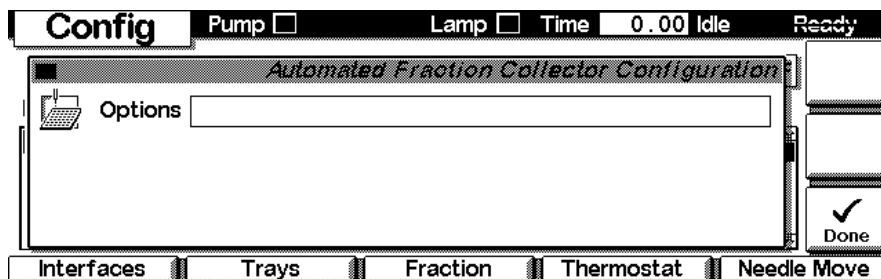 Config Pump Lamp Time 0.00 Idle Ready
Automated Fraction Collector Configuration
Options
Done
Interfaces Trays Fraction Thermostat Needle Move